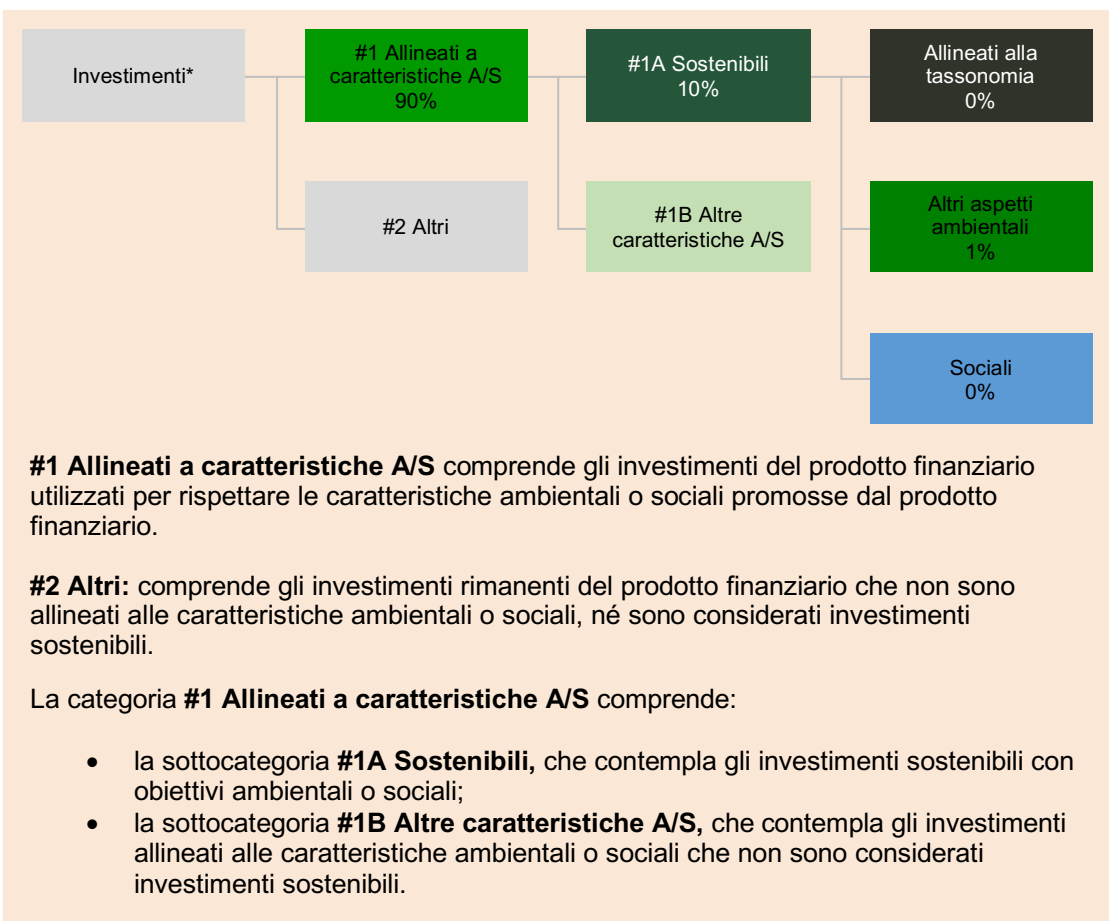 Investimenti*
#1 Allineati a
caratteristiche A/S
90%
#1A Sostenibili
10%
Allineati alla
tassonomia
0%
#2 Altri
#1B Altre
caratteristiche A/S
Altri aspetti
ambientali
1%
Sociali
0%
#1 Allineati a caratteristiche A/S comprende gli investimenti del prodotto finanziario
utilizzati per rispettare le caratteristiche ambientali o sociali promosse dal prodotto
finanziario.
#2 Altri: comprende gli investimenti rimanenti del prodotto finanziario che non sono
allineati alle caratteristiche ambientali o sociali, né sono considerati investimenti
sostenibili.
La categoria #1 Allineati a caratteristiche A/S comprende:
• la sottocategoria #1A Sostenibili, che contempla gli investimenti sostenibili con
obiettivi ambientali o sociali;
• la sottocategoria #1B Altre caratteristiche A/S, che contempla gli investimenti
allineati alle caratteristiche ambientali o sociali che non sono considerati
investimenti sostenibili.